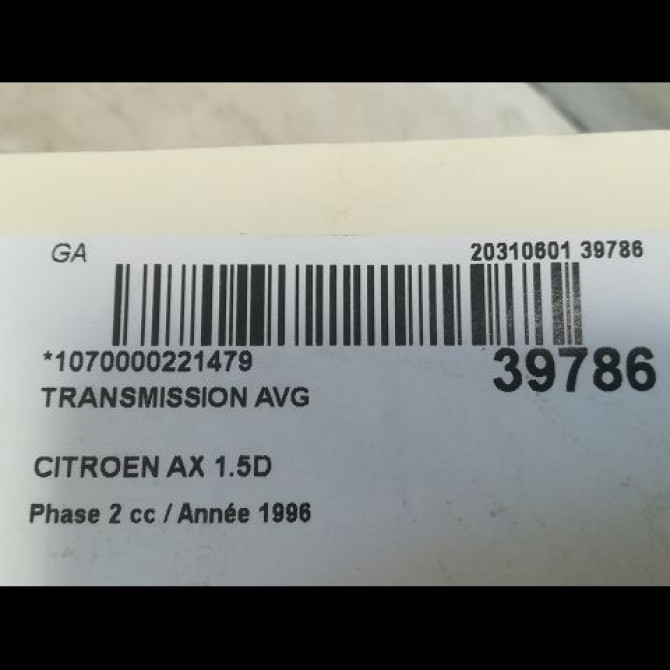 GA
20310601 39786
*1070000221479
39786
TRANSMISSION AVG
CITROEN AX 1.5D
Phase 2 cc / Année 1996